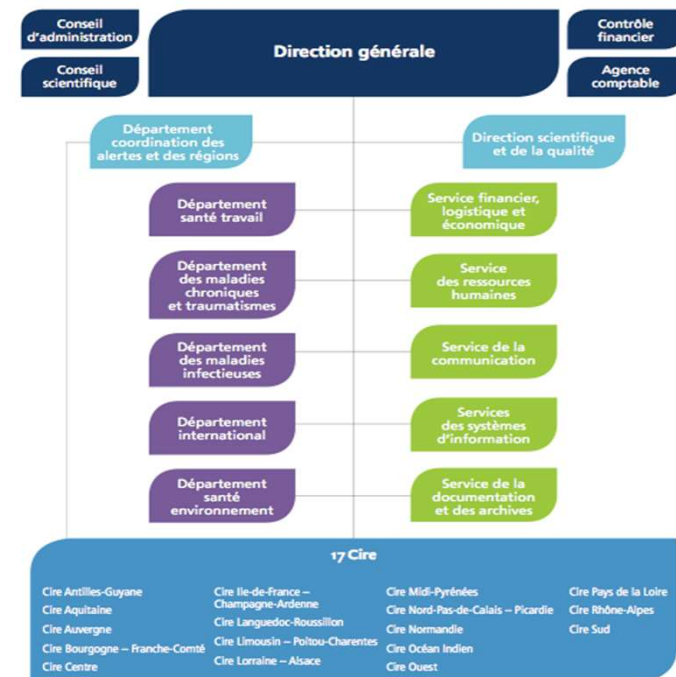 Conseil
d'administration
Conseil
scientifique
Direction générale
Contrôle
financier
Agence
comptable
Département
coordination des
alertes et des régions
Direction scientifique
et de la qualité
Département
santé travail
Service financier,
logistique et
économique
Département
des maladies
chroniques
et traumatismes
Service
des ressources
humaines
Département
des maladies
infectieuses
Service de la
communication
Département
international
Services
des systèmes
d'information
Département
santé
environnement
Service de la
documentation
et des archives
17 Cire
Cire Antilles-Guyane
Cire Aquitaine
Cire Auvergne
Cire Bourgogne – Franche-Comté
Cire Centre
Cire Ile-de-France –
Champagne-Ardenne
Cire Languedoc-Roussillon
Cire Limousin – Poitou-Charentes
Cire Lorraine – Alsace
Cire Midi-Pyrénées
Cire Nord-Pas-de-Calais – Picardie
Cire Normandie
Cire Océan Indien
Cire Ouest
Cire Pays de la Loire
Cire Rhône-Alpes
Cire Sud